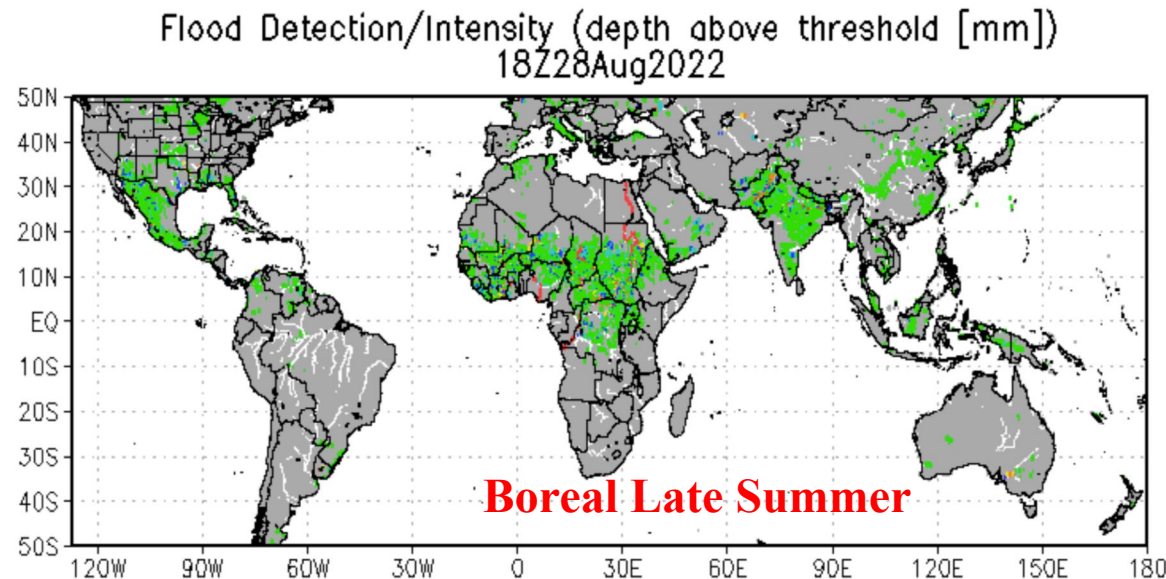 Flood Detection/Intensity (depth above threshold [mm])
18Z28Aug2022
50N
40N
30N
20N
10N
EQ
10S
20S
30S
40S
50S
Boreal Late Summer
120W 90W 60W 30W 0 30E 60E 90E 120E 150E 180